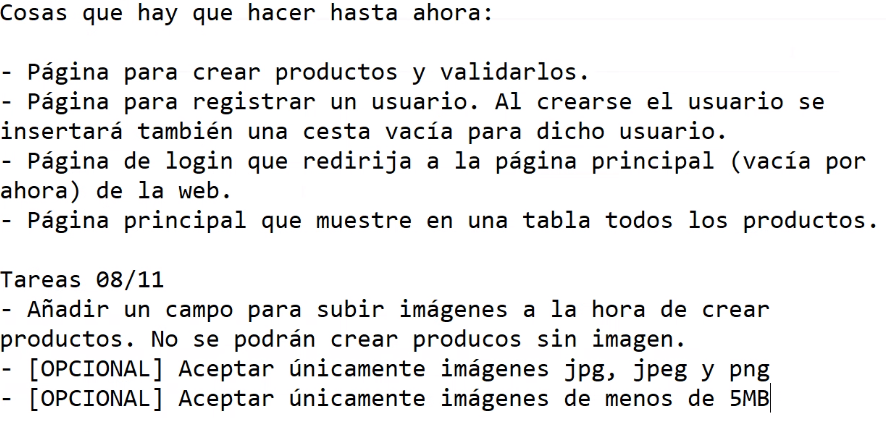 Cosas que hay que hacer hasta ahora:
- Página para crear productos y validarlos.
- Página para registrar un usuario. Al crearse el usuario se
insertará también una cesta vacía para dicho usuario.
- Página de login que redirija a la página principal (vacía por
ahora) de la web.
- Página principal que muestre en una tabla todos los productos.
Tareas 08/11
- Añadir un campo para subir imágenes a la hora de crear
productos. No se podrán crear producos sin imagen.
- [OPCIONAL] Aceptar únicamente imágenes jpg, jpeg y png
- [OPCIONAL] Aceptar únicamente imágenes de menos de 5MB